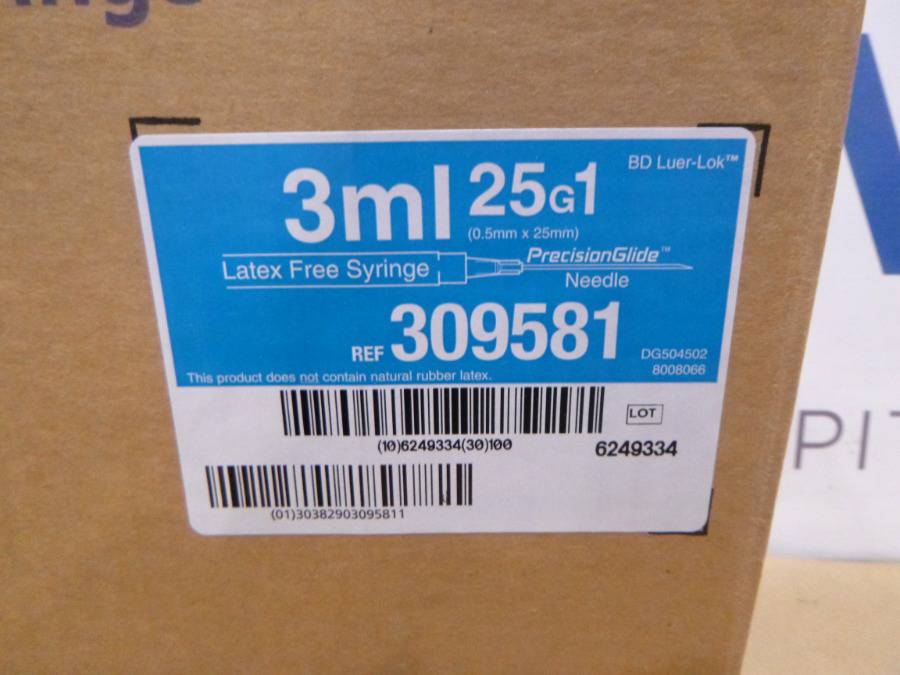 3ml 25G1 BD Luer-Lok™
(0.5mm x 25mm)
Latex Free Syringe PrecisionGlide™
Needle
REF 309581 DG504502
8008066
This product does not contain natural rubber latex.
LOT
(10)6249334(30)100 6249334
(01)30382903095811
PIT